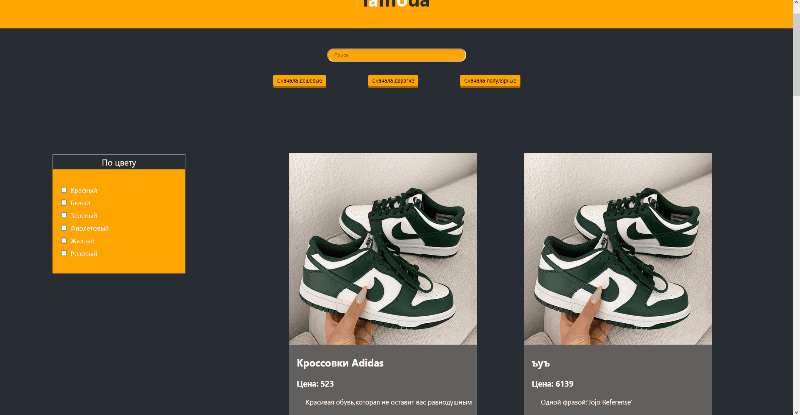 lamoda
Поиск
Сначала дешевые
Сначала дорогие
Сначала популярные
По цвету
Красный
Белый
Зеленый
Фиолетовый
Желтый
Розовый
Кроссовки Adidas
Цена: 523
Красивая обувь,которая не оставит вас равнодушным
ъуъ
Цена: 6139
Одной фразой:'Jojo Referense'